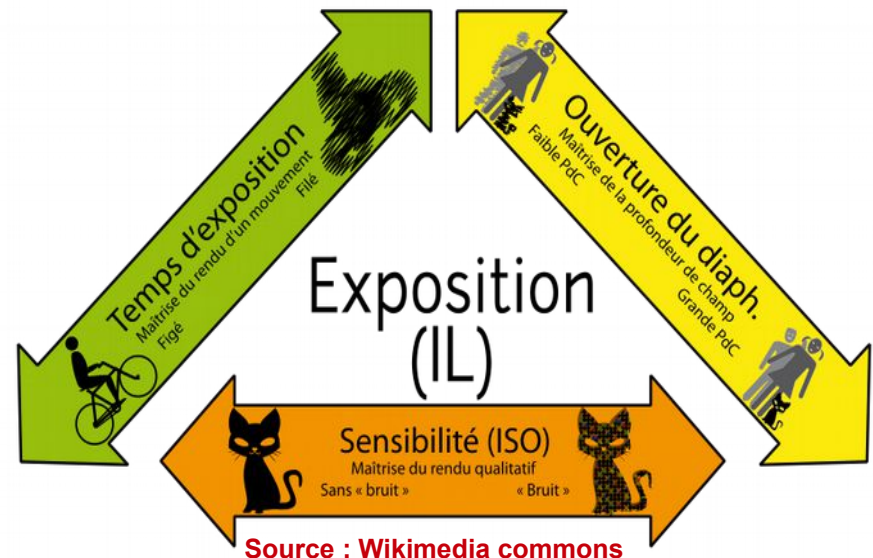 Temps d'exposition
Maîtrise du rendu d'un mouvement
Figé
Filé
Ouverture du diaph.
Maîtrise de la profondeur de champ
Faible PdC
Grande PdC
Exposition
(IL)
Sensibilité (ISO)
Maîtrise du rendu qualitatif
Sans « bruit »
« Bruit »
Source : Wikimedia commons